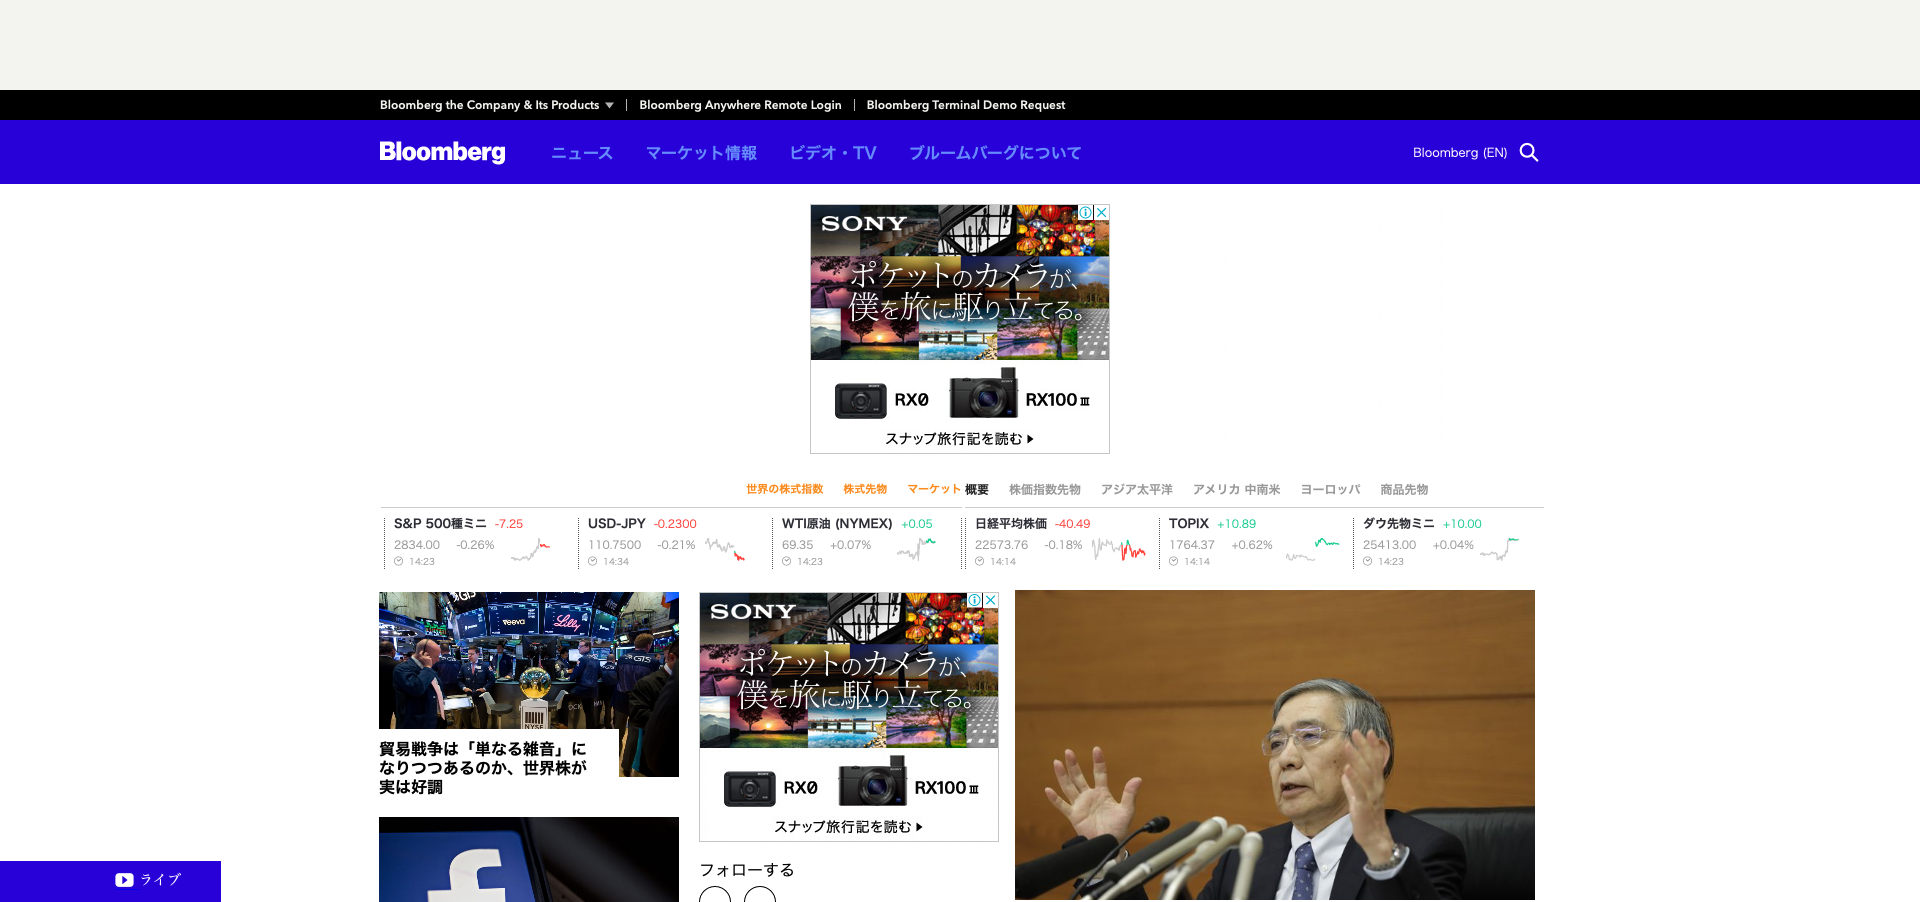 Bloomberg the Company & Its Products
Bloomberg Anywhere Remote Login
Bloomberg Terminal Demo Request
Bloomberg
ニュース
マーケット情報
ビデオ・TV
ブルームバーグについて
Bloomberg (EN)
SONY
ポケットのカメラが、
僕を旅に駆り立てる。
RX0
RX100 III
スナップ旅行記を読む
世界の株式指数
株式先物
マーケット
概要
株価指数先物
アジア太平洋
アメリカ 中南米
ヨーロッパ
商品先物
S&P 500種ミニ -7.25
2834.00 -0.26%
14:23
USD-JPY -0.2300
110.7500 -0.21%
14:34
WTI原油 (NYMEX) +0.05
69.35 +0.07%
14:23
日経平均株価 -40.49
22573.76 -0.18%
14:14
TOPIX +10.89
1764.37 +0.62%
14:14
ダウ先物ミニ +10.00
25413.00 +0.04%
14:23
veeva
Lilly
GTS
NYSE
貿易戦争は「単なる雑音」に
なりつつあるのか、世界株が
実は好調
SONY
ポケットのカメラが、
僕を旅に駆り立てる。
RX0
RX100 III
スナップ旅行記を読む
フォローする
ライブ